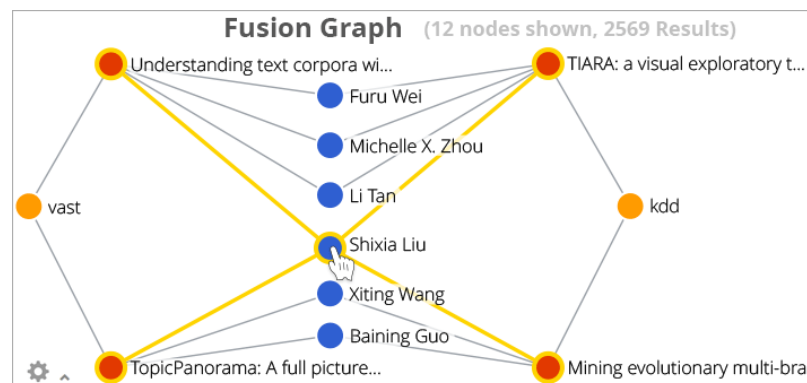 Fusion Graph (12 nodes shown, 2569 Results)
Understanding text corpora wi...
TIARA: a visual exploratory t...
Furu Wei
Michelle X. Zhou
Li Tan
vast
kdd
Shixia Liu
Xiting Wang
Baining Guo
TopicPanorama: A full picture...
Mining evolutionary multi-bra